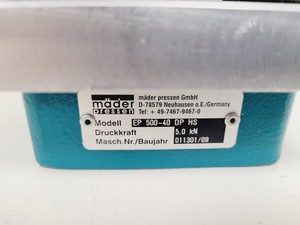 mäder pressen
mäder pressen GmbH
D-78579 Neuhausen o.E./Germany
Tel: + 49-7467-9467-0
Modell EP 500-40 DP HS
Druckkraft 5.0 kN
Masch.Nr./Baujahr 011301/09